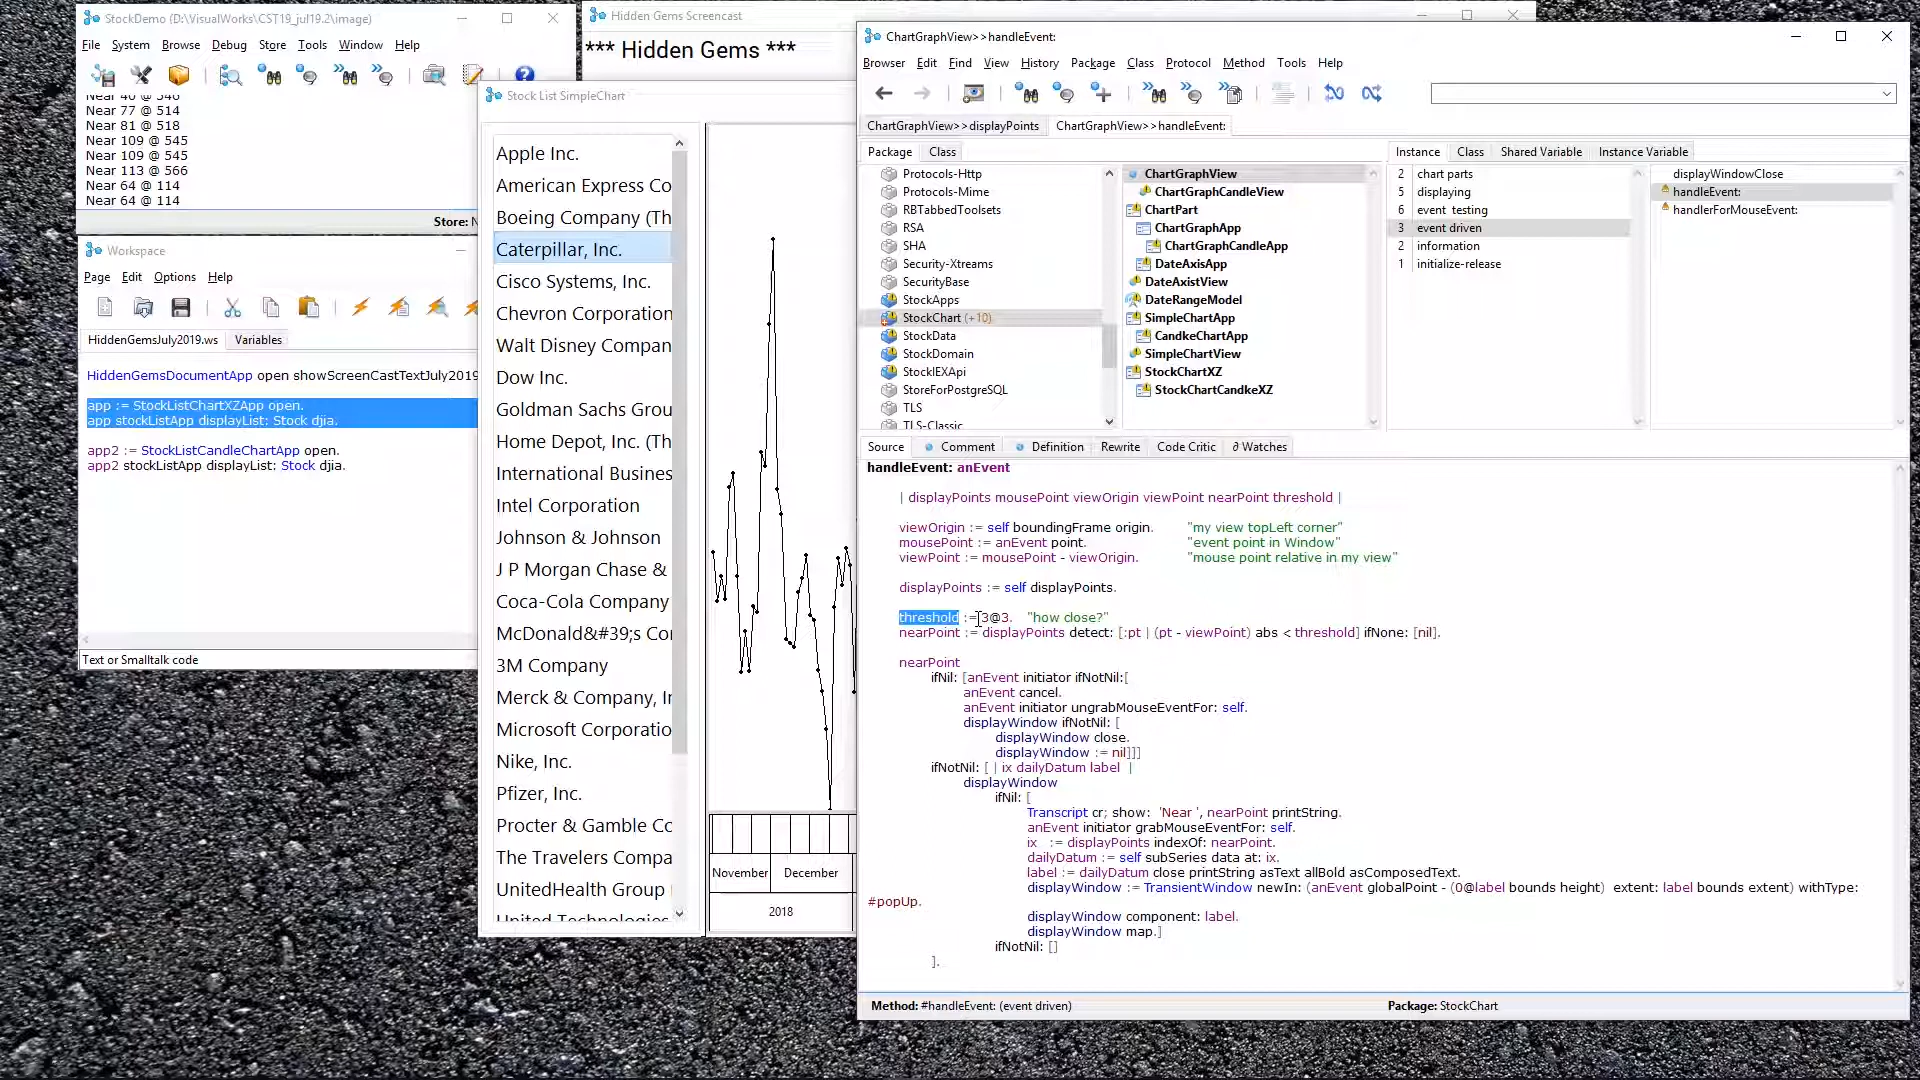 StockDemo (D:\VisualWorks\CST19_jul19.2\image)
File System Browse Debug Store Tools Window Help
Near 40 @ 546
Near 77 @ 514
Near 81 @ 518
Near 109 @ 545
Near 109 @ 545
Near 113 @ 566
Near 64 @ 114
Near 64 @ 114
Store: N
Workspace
Page Edit Options Help
HiddenGemsJuly2019.ws Variables
HiddenGemsDocumentApp open showScreenCastTextJuly2019
app := StockListChartXZApp open.
app stockListApp displayList: Stock djia.
app2 := StockListCandleChartApp open.
app2 stockListApp displayList: Stock djia.
Text or Smalltalk code
Hidden Gems Screencast
*** Hidden Gems ***
Stock List SimpleChart
Apple Inc.
American Express Co
Boeing Company (Th
Caterpillar, Inc.
Cisco Systems, Inc.
Chevron Corporation
Walt Disney Compan
Dow Inc.
Goldman Sachs Grou
Home Depot, Inc. (Th
International Business
Intel Corporation
Johnson & Johnson
J P Morgan Chase &
Coca-Cola Company
McDonald&#39;s Co
3M Company
Merck & Company, In
Microsoft Corporatio
Nike, Inc.
Pfizer, Inc.
Procter & Gamble Co
The Travelers Compa
UnitedHealth Group
United Technologies
November December
2018
ChartGraphView>>handleEvent:
Browser Edit Find View History Package Class Protocol Method Tools Help
ChartGraphView>>displayPoints ChartGraphView>>handleEvent:
Package Class
Protocols-Http
Protocols-Mime
RBTabbedToolsets
RSA
SHA
Security-Xtreams
SecurityBase
StockApps
StockChart (+10)
StockData
StockDomain
StockIEXApi
StoreForPostgreSQL
TLS
TLS-Classic
ChartGraphView
ChartGraphCandleView
ChartPart
ChartGraphApp
ChartGraphCandleApp
DateAxisApp
DateAxistView
DateRangeModel
SimpleChartApp
CandkeChartApp
SimpleChartView
StockChartXZ
StockChartCandkeXZ
Instance Class Shared Variable Instance Variable
2 chart parts
5 displaying
6 event testing
3 event driven
2 information
1 initialize-release
displayWindowClose
handleEvent:
handlerForMouseEvent:
Source Comment Definition Rewrite Code Critic ∂ Watches
handleEvent: anEvent
| displayPoints mousePoint viewOrigin viewPoint nearPoint threshold |
viewOrigin := self boundingFrame origin. "my view topLeft corner"
mousePoint := anEvent point. "event point in Window"
viewPoint := mousePoint - viewOrigin. "mouse point relative in my view"
displayPoints := self displayPoints.
threshold := 3@3. "how close?"
nearPoint := displayPoints detect: [:pt | (pt - viewPoint) abs < threshold] ifNone: [nil].
nearPoint
ifNil: [anEvent initiator ifNotNil:[
anEvent cancel.
anEvent initiator ungrabMouseEventFor: self.
displayWindow ifNotNil: [
displayWindow close.
displayWindow := nil]]]
ifNotNil: [ | ix dailyDatum label |
displayWindow
ifNil: [
Transcript cr; show: 'Near ', nearPoint printString.
anEvent initiator grabMouseEventFor: self.
ix := displayPoints indexOf: nearPoint.
dailyDatum := self subSeries data at: ix.
label := dailyDatum close printString asText allBold asComposedText.
displayWindow := TransientWindow newIn: (anEvent globalPoint - (0@label bounds height) extent: label bounds extent) withType:
#popUp.
displayWindow component: label.
displayWindow map.]
ifNotNil: []
].
Method: #handleEvent: (event driven) Package: StockChart